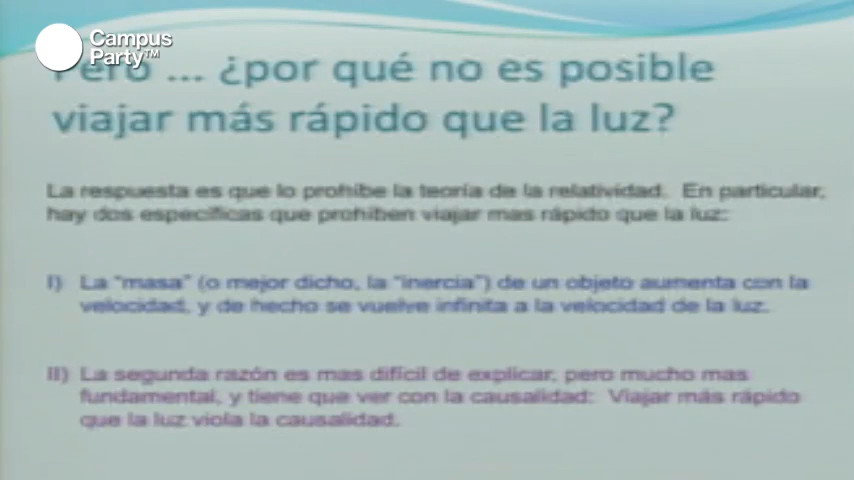 Campus
Party™
Pero ... ¿por qué no es posible
viajar más rápido que la luz?
La respuesta es que lo prohíbe la teoría de la relatividad. En particular,
hay dos específicas que prohiben viajar mas rápido que la luz:
I) La "masa" (o mejor dicho, la "inercia") de un objeto aumenta con la
velocidad, y de hecho se vuelve infinita a la velocidad de la luz.
II) La segunda razón es mas difícil de explicar, pero mucho mas
fundamental, y tiene que ver con la causalidad: Viajar más rápido
que la luz viola la causalidad.